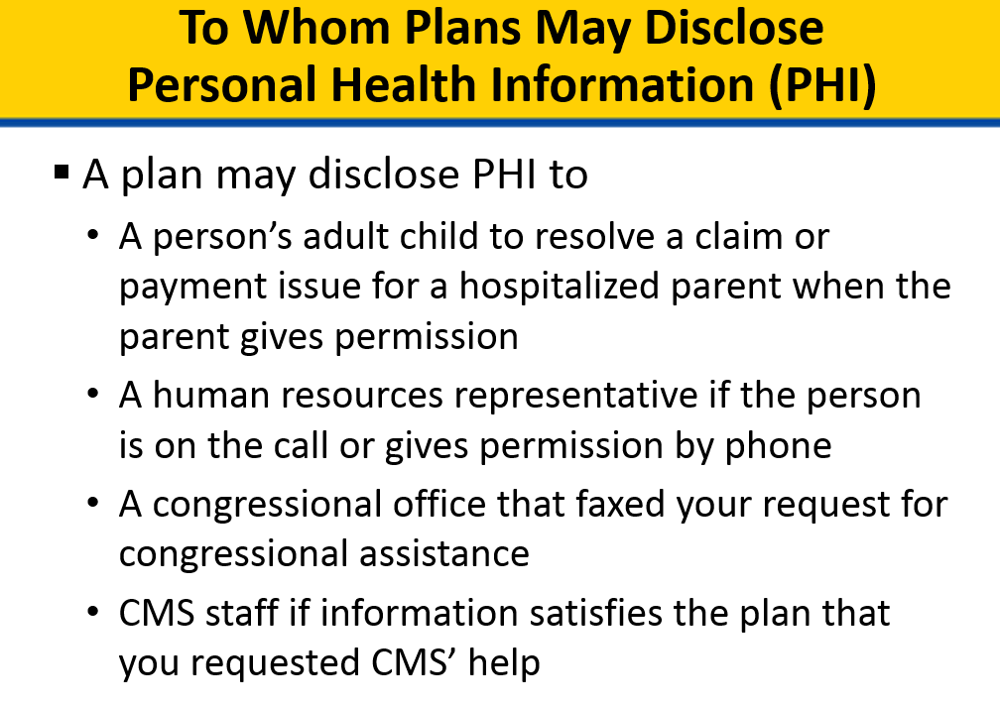 To Whom Plans May Disclose
Personal Health Information (PHI)
▪ A plan may disclose PHI to
• A person’s adult child to resolve a claim or
payment issue for a hospitalized parent when the
parent gives permission
• A human resources representative if the person
is on the call or gives permission by phone
• A congressional office that faxed your request for
congressional assistance
• CMS staff if information satisfies the plan that
you requested CMS’ help